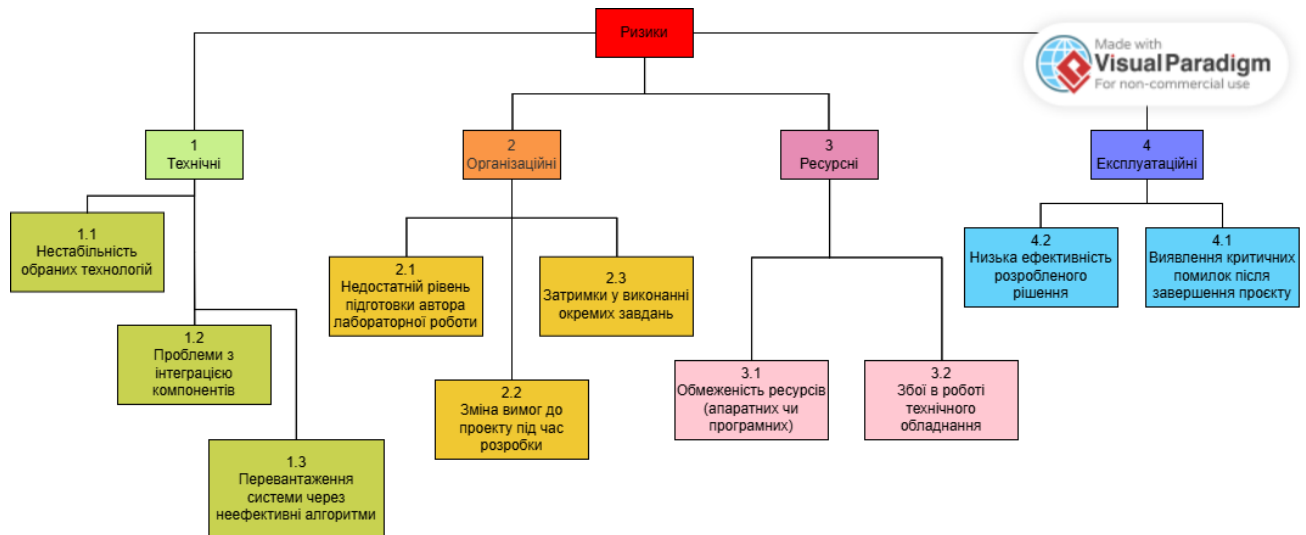 Ризики
Made with
Visual Paradigm
For non-commercial use
1
Технічні
2
Організаційні
3
Ресурсні
4
Експлуатаційні
1.1
Нестабільність
обраних технологій
1.2
Проблеми з
інтеграцією
компонентів
1.3
Перевантаження
системи через
неефективні алгоритми
2.1
Недостатній рівень
підготовки автора
лабораторної роботи
2.2
Зміна вимог до
проекту під час
розробки
2.3
Затримки у виконанні
окремих завдань
3.1
Обмеженість ресурсів
(апаратних чи
програмних)
3.2
Збої в роботі
технічного
обладнання
4.2
Низька ефективність
розробленого
рішення
4.1
Виявлення критичних
помилок після
завершення проєкту